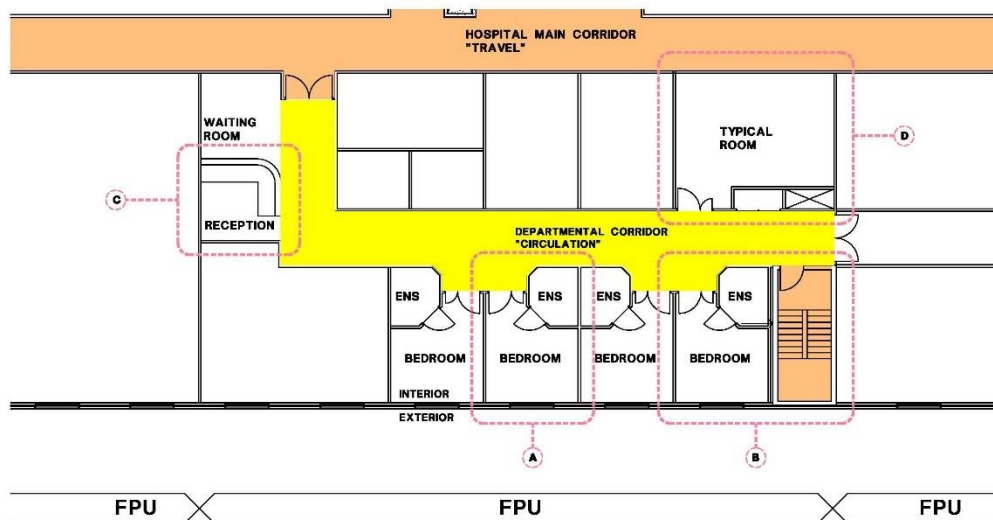 HOSPITAL MAIN CORRIDOR
"TRAVEL"
WAITING
ROOM
TYPICAL
ROOM
D
C
RECEPTION
DEPARTMENTAL CORRIDOR
"CIRCULATION"
ENS
ENS
ENS
ENS
BEDROOM
BEDROOM
BEDROOM
BEDROOM
INTERIOR
EXTERIOR
A
B
FPU
FPU
FPU